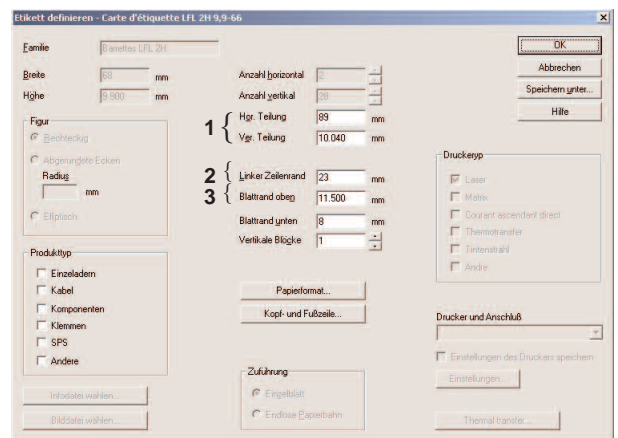 Etikett definieren - Carte d'étiquette LFL 2H 9,9-66
Familie
Barrettes LFL 2H
Breite
68
mm
Höhe
9.900
mm
Figur
Rechteckig
Abgerundete Ecken
Radius
mm
Elliptisch
Produkttyp
Einzeladern
Kabel
Komponenten
Klemmen
SPS
Andere
Infodatei wählen...
Bilddatei wählen...
Anzahl horizontal
2
Anzahl vertikal
28
1 {
Hor. Teilung
89
mm
Ver. Teilung
10.040
mm
2 {
Linker Zeilenrand
23
mm
3 {
Blattrand oben
11.500
mm
Blattrand unten
8
mm
Vertikale Blöcke
1
Papierformat...
Kopf- und Fußzeile...
Zuführung
Einzelblatt
Endlose Papierbahn
OK
Abbrechen
Speichern unter...
Hilfe
Druckeryp
Laser
Matrix
Courant ascendant direct
Thermotransfer
Tintenstrahl
Andre
Drucker und Anschluß
Einstellungen des Druckers speichern
Einstellungen...
Thermal transfer...